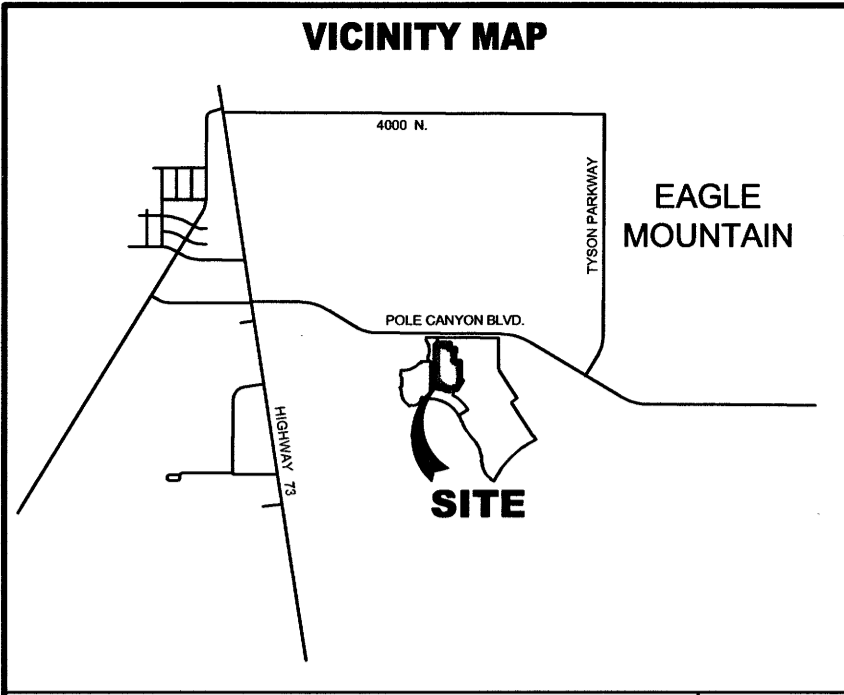 VICINITY MAP
4000 N.
TYSON PARKWAY
EAGLE
MOUNTAIN
POLE CANYON BLVD.
HIGHWAY 73
SITE